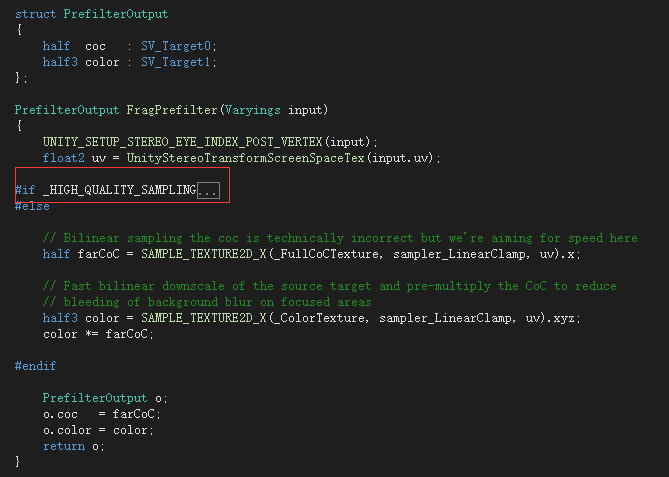 struct PrefilterOutput
{
half coc : SV_Target0;
half3 color : SV_Target1;
};
PrefilterOutput FragPrefilter(Varyings input)
{
UNITY_SETUP_STEREO_EYE_INDEX_POST_VERTEX(input);
float2 uv = UnityStereoTransformScreenSpaceTex(input.uv);
#if _HIGH_QUALITY_SAMPLING...
#else
// Bilinear sampling the coc is technically incorrect but we're aiming for speed here
half farCoC = SAMPLE_TEXTURE2D_X(_FullCoCTexture, sampler_LinearClamp, uv).x;
// Fast bilinear downscale of the source target and pre-multiply the CoC to reduce
// bleeding of background blur on focused areas
half3 color = SAMPLE_TEXTURE2D_X(_ColorTexture, sampler_LinearClamp, uv).xyz;
color *= farCoC;
#endif
PrefilterOutput o;
o.coc = farCoC;
o.color = color;
return o;
}